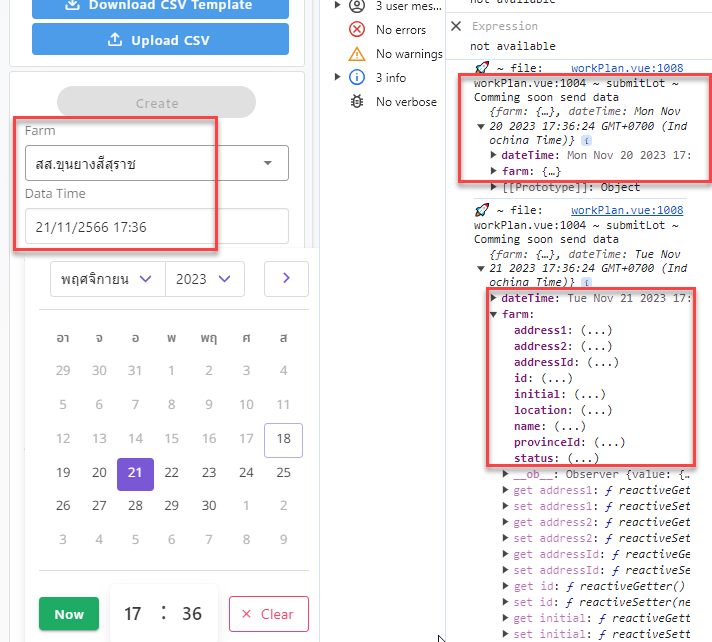 Download CSV Template
Upload CSV
Create
Farm
สส.ขุนยางสีสุราช
Data Time
21/11/2566 17:36
พฤศจิกายน 2023
อา จ อ พ พฤ ศ ส
29 30 31 1 2 3 4
5 6 7 8 9 10 11
12 13 14 15 16 17 18
19 20 21 22 23 24 25
26 27 28 29 30 1 2
3 4 5 6 7 8 9
Now 17 : 36 × Clear
3 user mes...
No errors
No warnings
3 info
No verbose
not available
Expression
not available
🚀 ~ file: workPlan.vue:1008
workPlan.vue:1004 ~ submitLot ~
Comming soon send data
{farm: {…}, dateTime: Mon Nov
20 2023 17:36:24 GMT+0700 (Ind
ochina Time)} i
dateTime: Mon Nov 20 2023 17:
farm: {…}
[[Prototype]]: Object
🚀 ~ file: workPlan.vue:1008
workPlan.vue:1004 ~ submitLot ~
Comming soon send data
{farm: {…}, dateTime: Tue Nov
21 2023 17:36:24 GMT+0700 (Ind
ochina Time)} i
dateTime: Tue Nov 21 2023 17:
farm:
address1: (...)
address2: (...)
addressId: (...)
id: (...)
initial: (...)
location: (...)
name: (...)
provinceId: (...)
status: (...)
__ob__: Observer {value: {…
get address1: ƒ reactiveGet
set address1: ƒ reactiveSet
get address2: ƒ reactiveGet
set address2: ƒ reactiveSet
get addressId: ƒ reactiveGe
set addressId: ƒ reactiveSe
get id: ƒ reactiveGetter()
set id: ƒ reactiveSetter(ne
get initial: ƒ reactiveGett
set initial: ƒ reactiveSett